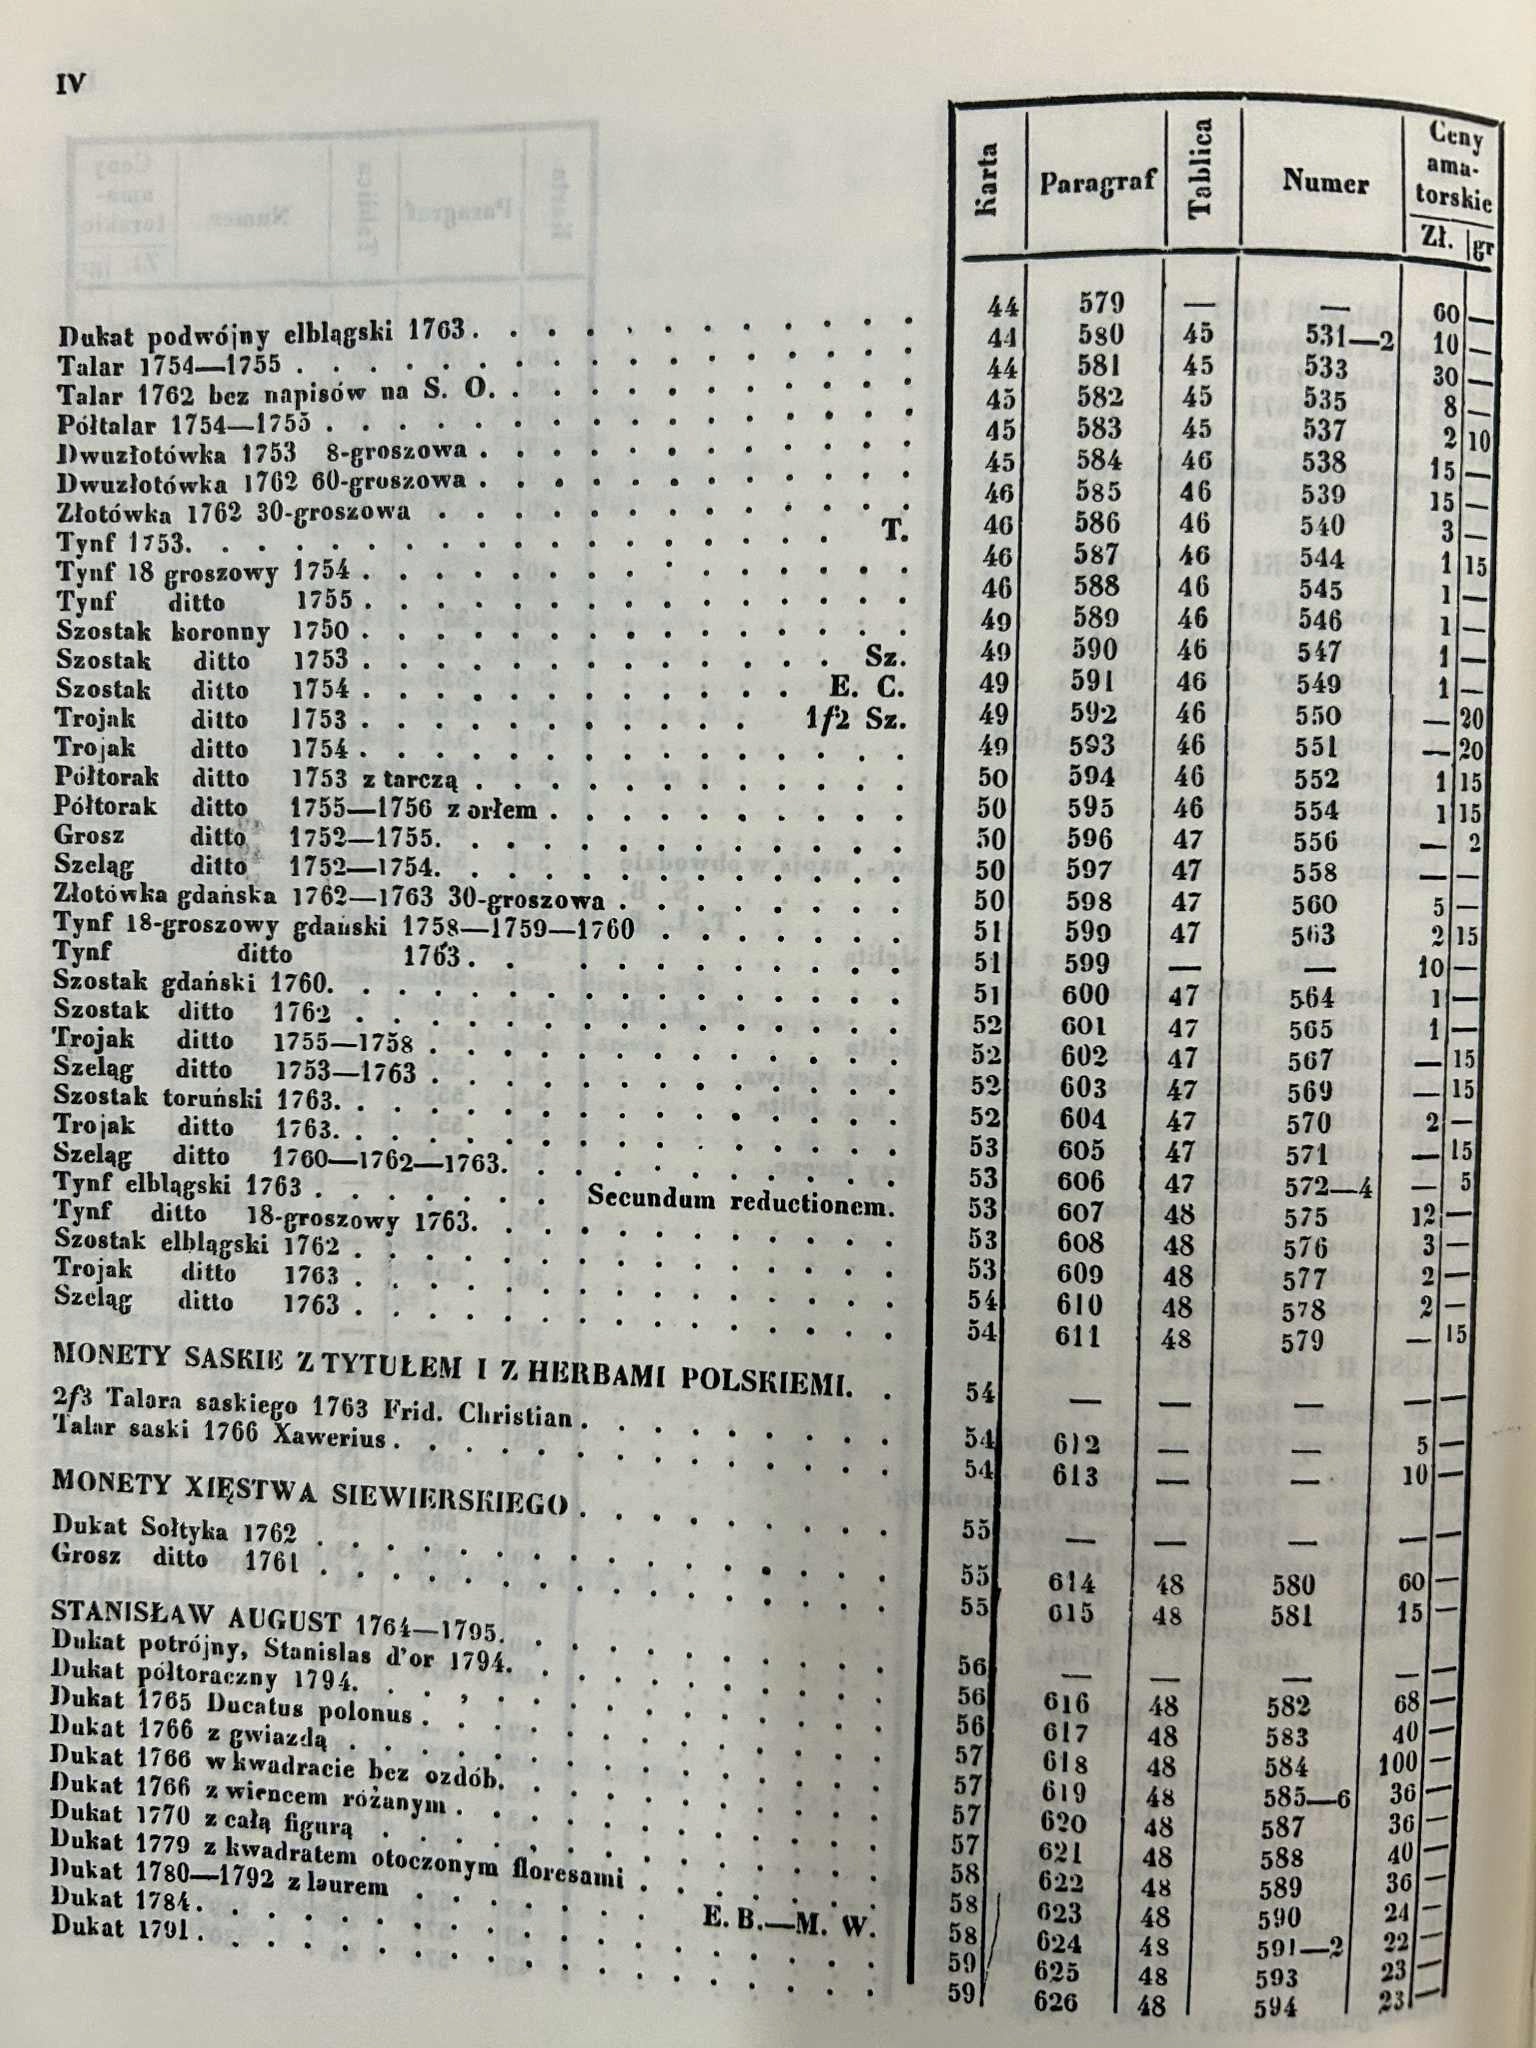 IV
Karta Paragraf Tablica Numer Ceny ama-torskie
Zł. gr
Dukat podwójny elblągski 1763 . . . . 44 579 — — 60 —
Talar 1754—1755 . . . . 44 580 45 531—2 10 —
Talar 1762 bez napisów na S. O. . . . . 44 581 45 533 30 —
Półtalar 1754—1755 . . . . 45 582 45 535 8 —
Dwuzłotówka 1753 8-groszowa . . . . 45 583 45 537 2 10
Dwuzłotówka 1762 60-groszowa . . . . 45 584 46 538 15 —
Złotówka 1762 30-groszowa . . . . 46 585 46 539 15 —
Tynf 1753. . . . . T. 46 586 46 540 3 —
Tynf 18 groszowy 1754 . . . . 46 587 46 544 1 15
Tynf ditto 1755 . . . . 46 588 46 545 1 —
Szostak koronny 1750 . . . . 49 589 46 546 1 —
Szostak ditto 1753 . . . . Sz. 49 590 46 547 1 —
Szostak ditto 1754 . . . . E. C. 49 591 46 549 1 —
Trojak ditto 1753 . . . . 1/2 Sz. 49 592 46 550 — 20
Trojak ditto 1754 . . . . 49 593 46 551 — 20
Półtorak ditto 1753 z tarczą . . . . 50 594 46 552 1 15
Półtorak ditto 1755—1756 z orłem . . . . 50 595 46 554 1 15
Grosz ditto 1752—1755. . . . . 50 596 47 556 — 2
Szeląg ditto 1752—1754. . . . . 50 597 47 558 — —
Złotówka gdańska 1762—1763 30-groszowa . . . . 50 598 47 560 5 —
Tynf 18-groszowy gdański 1758—1759—1760 . . . . 51 599 47 563 2 15
Tynf ditto 1763 . . . . 51 599 — — 10 —
Szostak gdański 1760. . . . . 51 600 47 564 1 —
Szostak ditto 1762 . . . . 52 601 47 565 1 —
Trojak ditto 1755—1758 . . . . 52 602 47 567 — 15
Szeląg ditto 1753—1763 . . . . 52 603 47 569 — 15
Szostak toruński 1763. . . . . 52 604 47 570 2 —
Trojak ditto 1763. . . . . 53 605 47 571 — 15
Szeląg ditto 1760—1762—1763. . . . . 53 606 47 572—4 — 5
Tynf elblągski 1763 . . . . Secundum reductionem. 53 607 48 575 12 —
Tynf ditto 18-groszowy 1763. . . . . 53 608 48 576 3 —
Szostak elblągski 1762 . . . . 53 609 48 577 2 —
Trojak ditto 1763 . . . . 54 610 48 578 2 —
Szeląg ditto 1763 . . . . 54 611 48 579 — 15
MONETY SASKIE Z TYTUŁEM I Z HERBAMI POLSKIEMI. . 54 — — — — —
2/3 Talara saskiego 1763 Frid. Christian . . . . 54 612 — — 5 —
Talar saski 1766 Xawerius . . . . 54 613 — — 10 —
MONETY XIĘSTWA SIEWIERSKIEGO . . . . 55 — — — — —
Dukat Sołtyka 1762 . . . . 55 614 48 580 60 —
Grosz ditto 1761 . . . . 55 615 48 581 15 —
STANISŁAW AUGUST 1764—1795. . . . . 56 — — — — —
Dukat potrójny, Stanislas d'or 1794. . . . . 56 616 48 582 68 —
Dukat półtoraczny 1794. . . . . 56 617 48 583 40 —
Dukat 1765 Ducatus polonus . . . . 57 618 48 584 100 —
Dukat 1766 z gwiazdą . . . . 57 619 48 585—6 36 —
Dukat 1766 w kwadracie bez ozdób. . . . . 57 620 48 587 36 —
Dukat 1766 z wieńcem różanym . . . . 57 621 48 588 40 —
Dukat 1770 z całą figurą . . . . 58 622 48 589 36 —
Dukat 1779 z kwadratem otoczonym floresami . . . . 58 623 48 590 24 —
Dukat 1780—1792 z laurem . . . . E. B.—M. W. 58 624 48 591—2 22 —
Dukat 1784. . . . . 59 625 48 593 23 —
Dukat 1791. . . . . 59 626 48 594 23 —